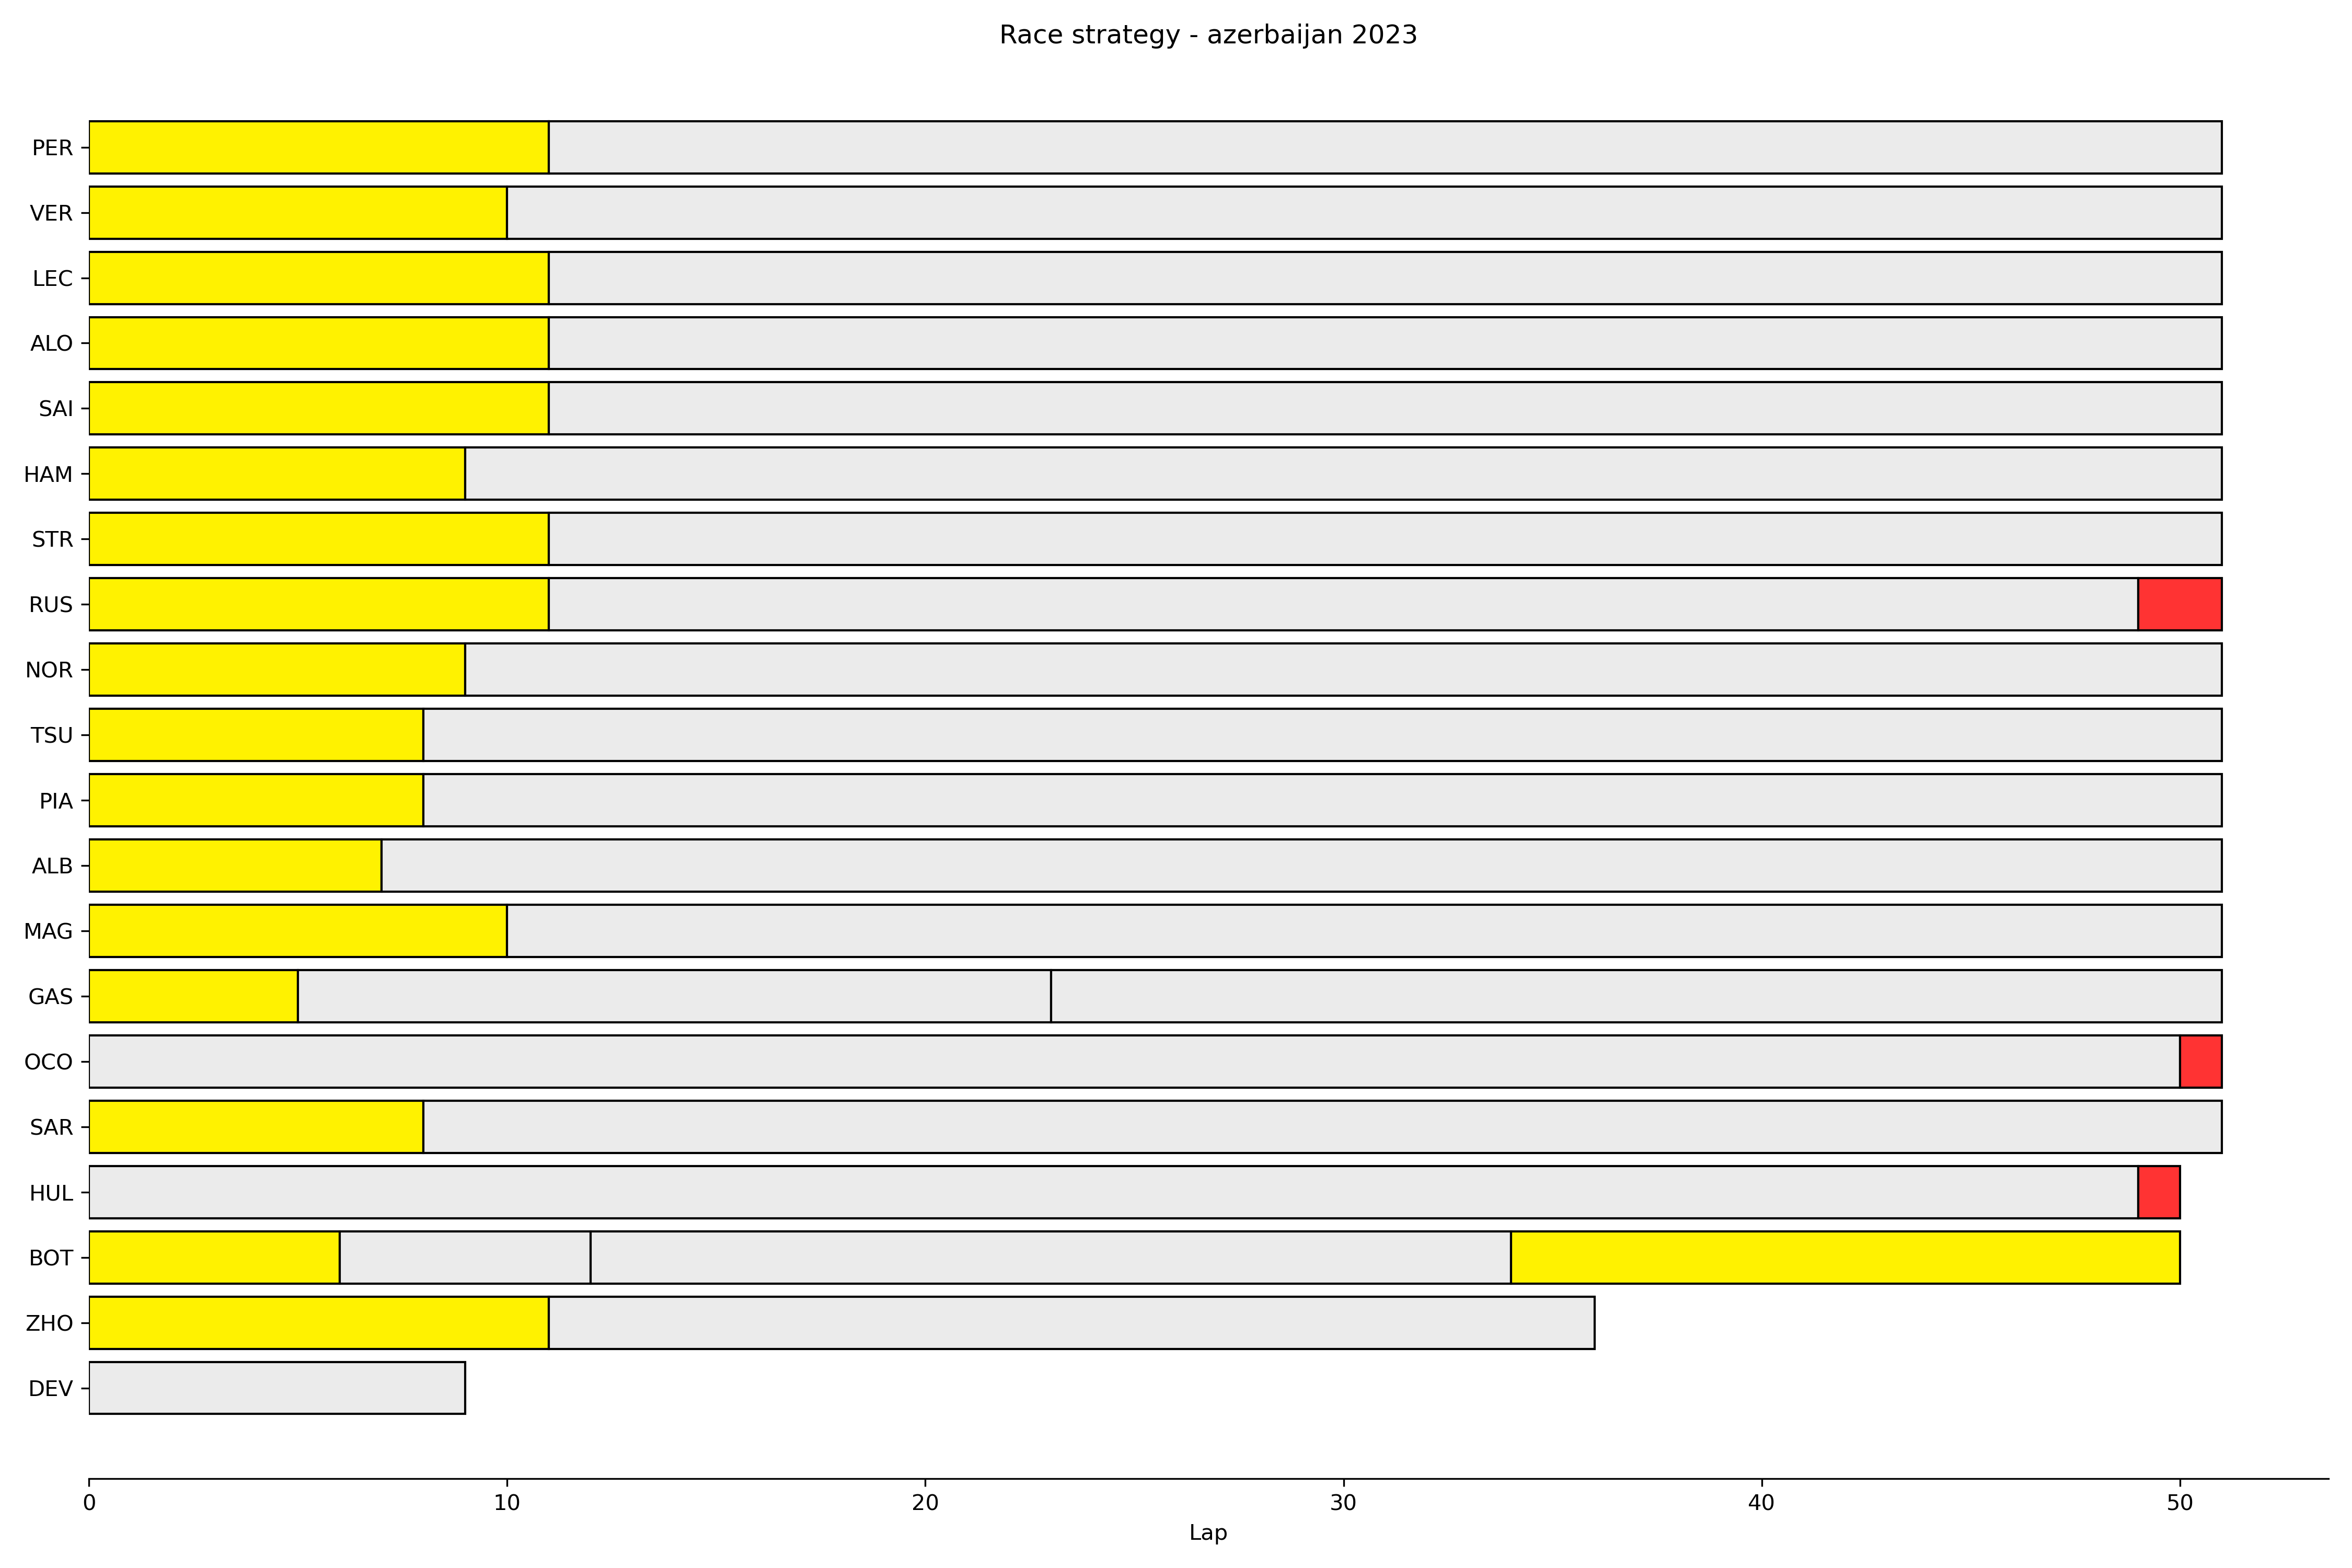 Race strategy - azerbaijan 2023
PER
VER
LEC
ALO
SAI
HAM
STR
RUS
NOR
TSU
PIA
ALB
MAG
GAS
OCO
SAR
HUL
BOT
ZHO
DEV
0 10 20 30 40 50
Lap